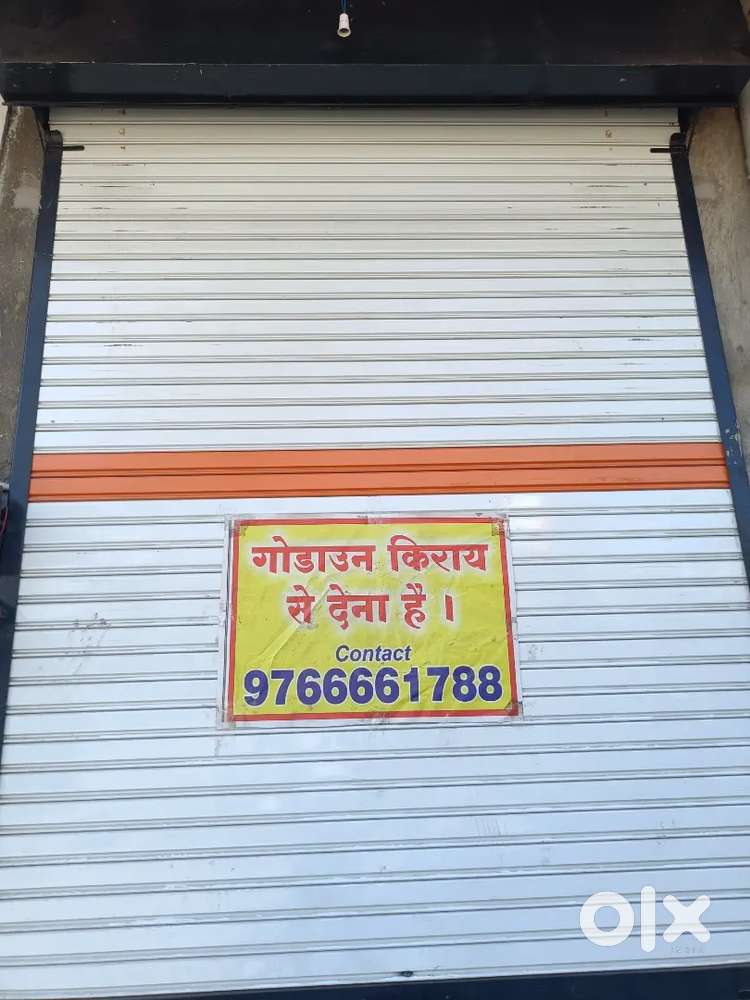 गोडाउन किराय
से देना है ।
Contact
9766661788
olx